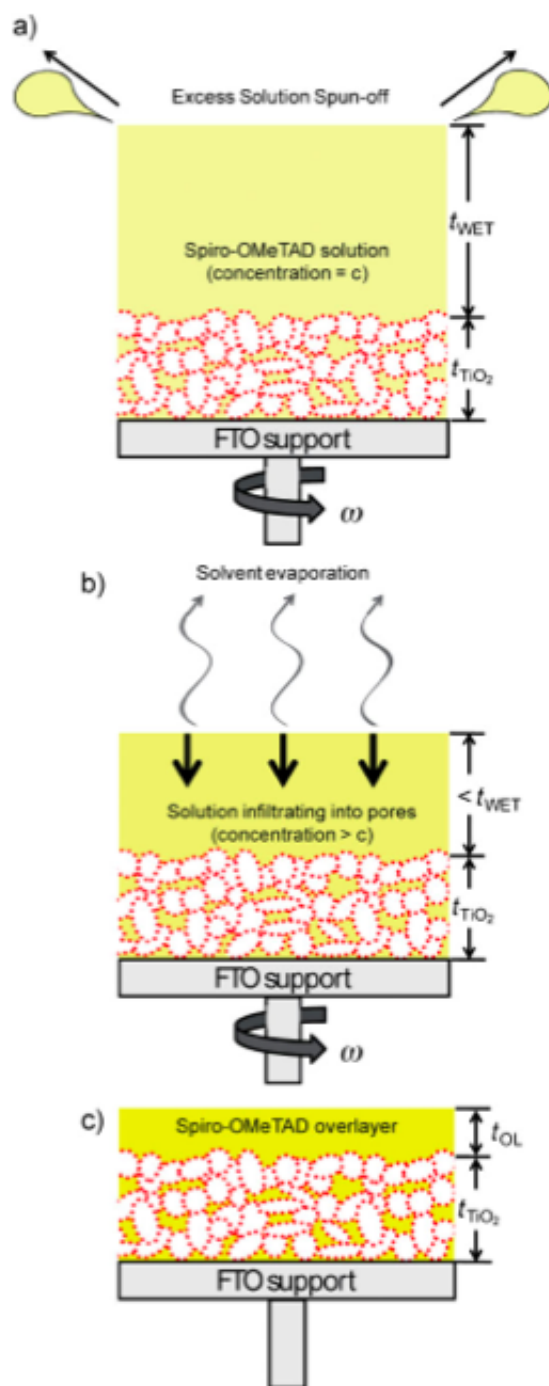 a)
Excess Solution Spun-off
tWET
Spiro-OMeTAD solution
(concentration = c)
tTiO2
FTO support
ω
b)
Solvent evaporation
< tWET
Solution infiltrating into pores
(concentration > c)
tTiO2
FTO support
ω
c)
Spiro-OMeTAD overlayer
tOL
tTiO2
FTO support